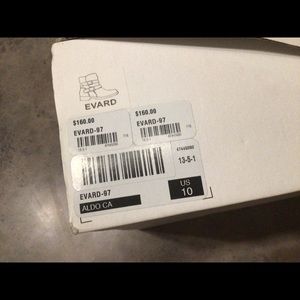 EVARD
$160.00
EVARD-97
$160.00
EVARD-97
13-5-1
EVARD-97
ALDO CA
US
10